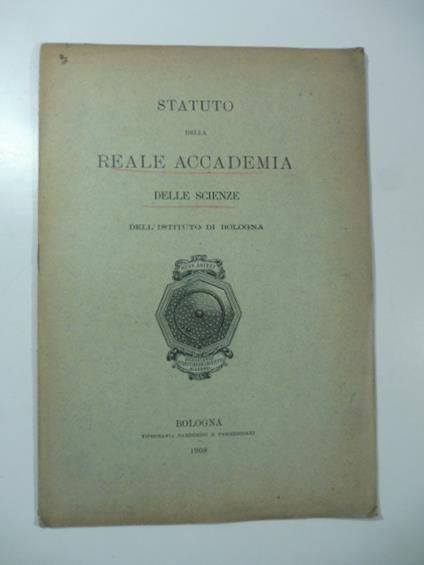 STATUTO
DELLA
REALE ACCADEMIA
DELLE SCIENZE
DELL'ISTITUTO DI BOLOGNA
BOLOGNA
TIPOGRAFIA GAMBERINI E PARMEGGIANI
1908